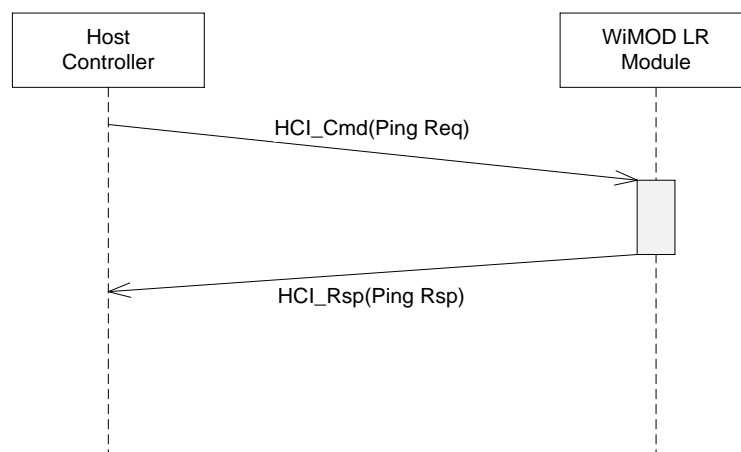 Host
Controller
WiMOD LR
Module
HCI_Cmd(Ping Req)
HCI_Rsp(Ping Rsp)